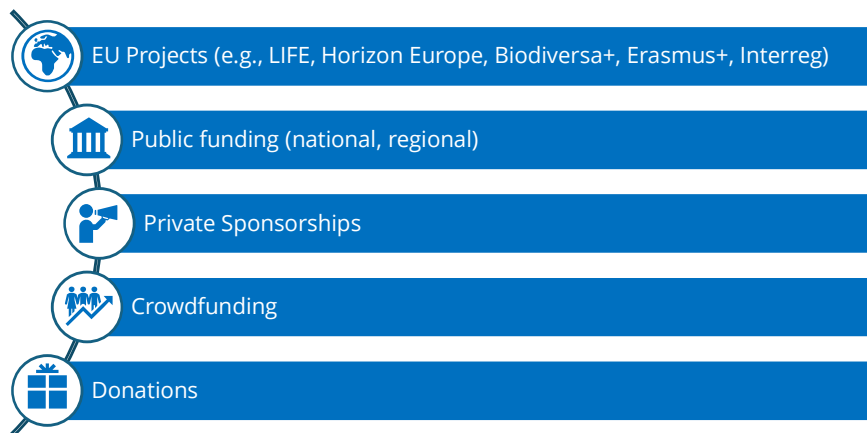 EU Projects (e.g., LIFE, Horizon Europe, Biodiversa+, Erasmus+, Interreg)
Public funding (national, regional)
Private Sponsorships
Crowdfunding
Donations